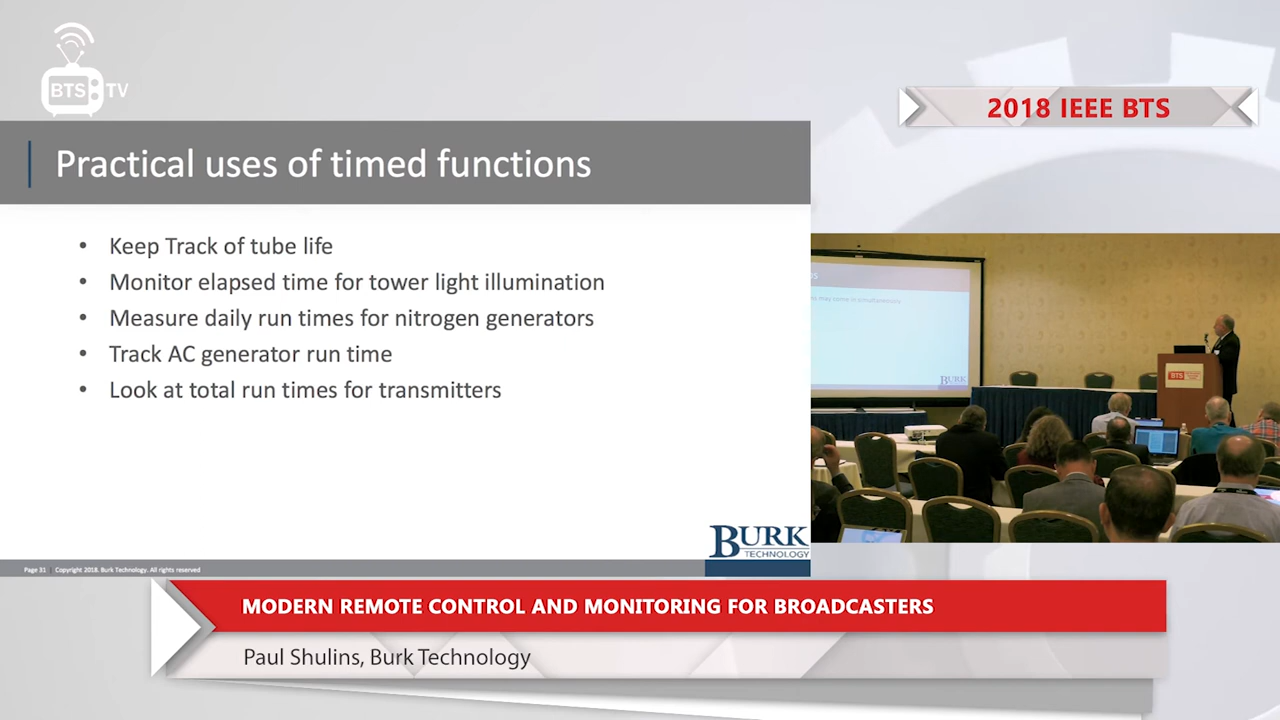 BTS TV
2018 IEEE BTS
Practical uses of timed functions
• Keep Track of tube life
• Monitor elapsed time for tower light illumination
• Measure daily run times for nitrogen generators
• Track AC generator run time
• Look at total run times for transmitters
BURK
TECHNOLOGY
Page 31 | Copyright 2018. Burk Technology. All rights reserved
BURK
BTS
MODERN REMOTE CONTROL AND MONITORING FOR BROADCASTERS
Paul Shulins, Burk Technology